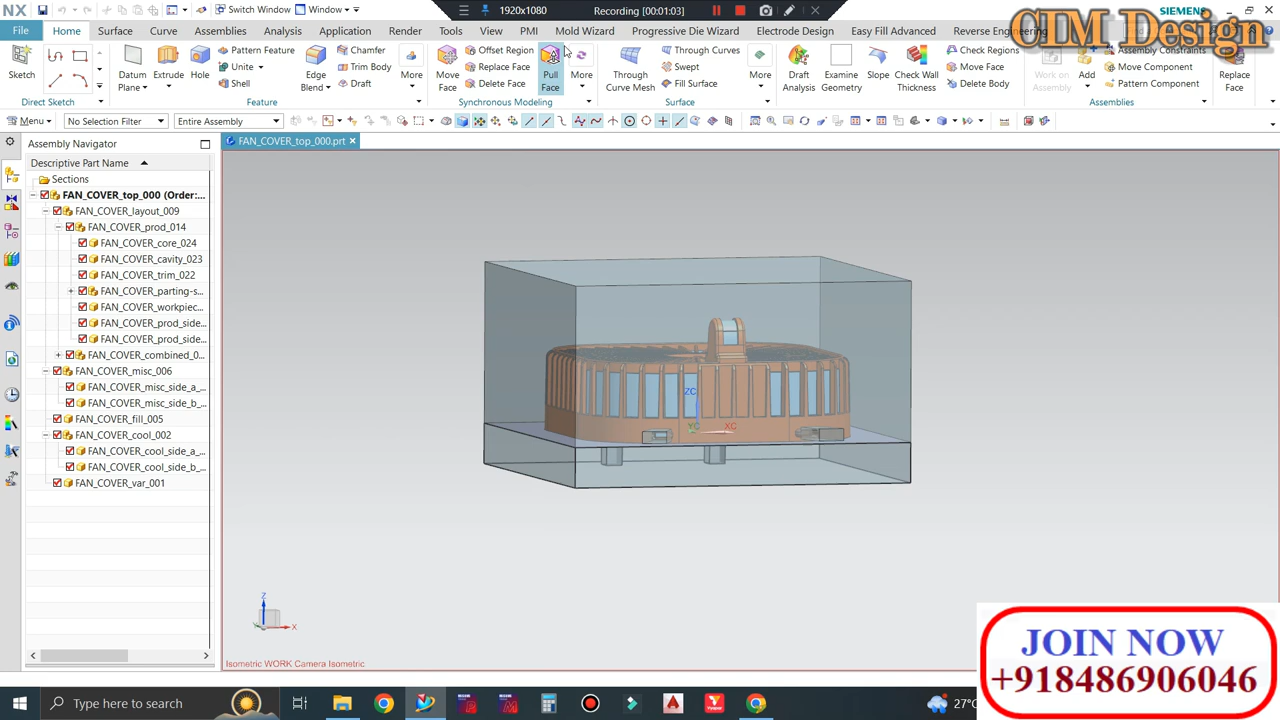 NX
Switch Window
Window
1920x1080
Recording [00:01:03]
SIEMENS
CIM Design
File
Home
Surface
Curve
Assemblies
Analysis
Application
Render
Tools
View
PMI
Mold Wizard
Progressive Die Wizard
Electrode Design
Easy Fill Advanced
Reverse Engineering
Sketch
Direct Sketch
Datum Plane
Extrude
Hole
Pattern Feature
Unite
Shell
Edge Blend
Chamfer
Trim Body
Draft
More
Feature
Move Face
Offset Region
Replace Face
Delete Face
Pull Face
More
Synchronous Modeling
Through Curve Mesh
Through Curves
Swept
Fill Surface
More
Surface
Draft Analysis
Examine Geometry
Slope
Check Wall Thickness
Check Regions
Move Face
Delete Body
Work on Assembly
Add
Assembly Constraints
Move Component
Pattern Component
Assemblies
Replace Face
Menu
No Selection Filter
Entire Assembly
Assembly Navigator
FAN_COVER_top_000.prt
Descriptive Part Name
Sections
FAN_COVER_top_000 (Order:...
FAN_COVER_layout_009
FAN_COVER_prod_014
FAN_COVER_core_024
FAN_COVER_cavity_023
FAN_COVER_trim_022
FAN_COVER_parting-s...
FAN_COVER_workpiec...
FAN_COVER_prod_side...
FAN_COVER_prod_side...
FAN_COVER_combined_0...
FAN_COVER_misc_006
FAN_COVER_misc_side_a_...
FAN_COVER_misc_side_b_...
FAN_COVER_fill_005
FAN_COVER_cool_002
FAN_COVER_cool_side_a_...
FAN_COVER_cool_side_b_...
FAN_COVER_var_001
ZC
YC
XC
Z
X
Isometric WORK Camera Isometric
JOIN NOW
+918486906046
Type here to search
27°C